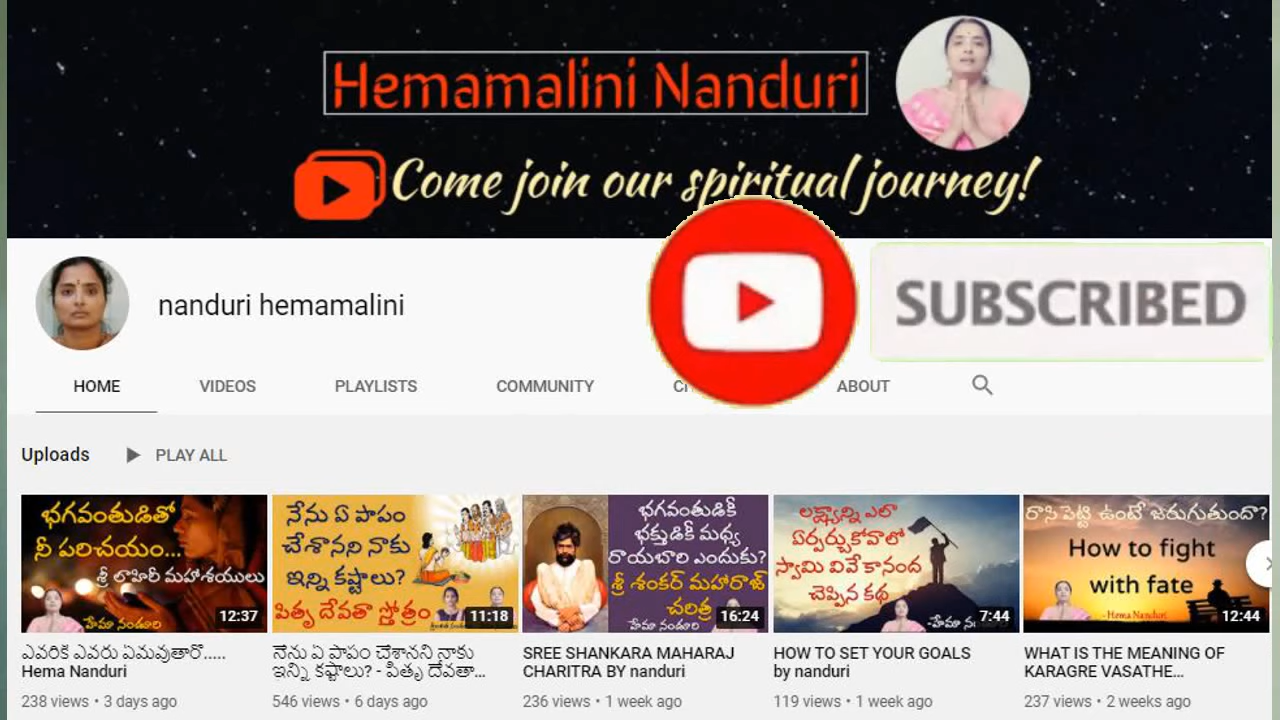 Hemamalini Nanduri
Come join our spiritual journey!
nanduri hemamalini
SUBSCRIBED
HOME VIDEOS PLAYLISTS COMMUNITY ABOUT
Uploads PLAY ALL
భగవంతుడితో
నీ పరిచయం...
శ్రీ లాహిరీ మహాశయులు
హేమా నండూరి
12:37
నేను ఏ పాపం
చేశానని నాకు
ఇన్ని కష్టాలు?
పితృ దేవతా స్తోత్రం
11:18
భగవంతుడికీ
భక్తుడికీ మధ్య
రాయబారి ఎందుకు?
శ్రీ శంకర్ మహారాజ్
చరిత్ర
హేమా నండూరి
16:24
లక్ష్యాన్ని ఎలా
ఏర్పర్చుకోవాలో
స్వామి వివేకానంద
చెప్పిన కథ
7:44
రాసిపెట్టి ఉంటే జరుగుతుందా?
How to fight
with fate
- Hema Nanduri
12:44
ఎవరికి ఎవరు ఏమవుతారో.....
Hema Nanduri
238 views • 3 days ago
నేను ఏ పాపం చేశానని నాకు
ఇన్ని కష్టాలు? - పితృ దేవతా...
546 views • 6 days ago
SREE SHANKARA MAHARAJ
CHARITRA BY nanduri
236 views • 1 week ago
HOW TO SET YOUR GOALS
by nanduri
119 views • 1 week ago
WHAT IS THE MEANING OF
KARAGRE VASATHE...
237 views • 2 weeks ago